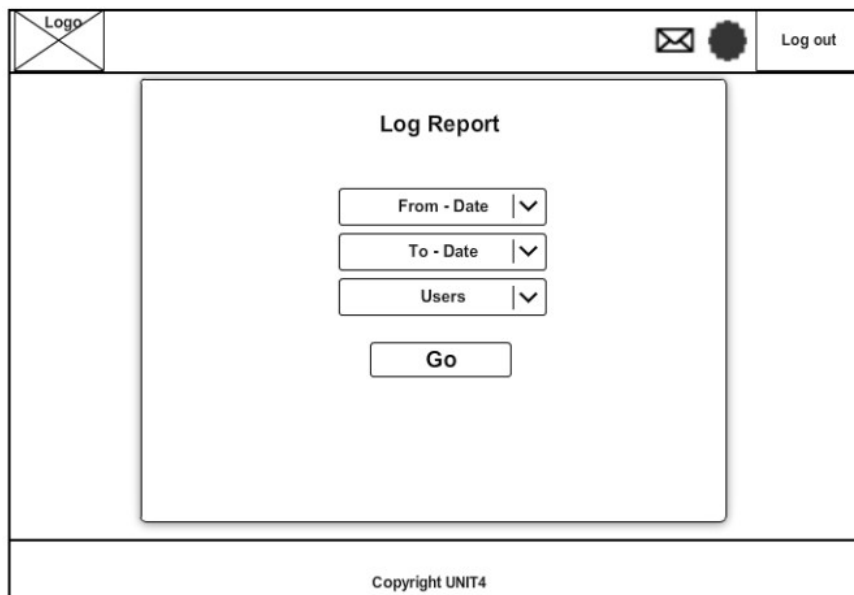 Logo
Log out
Log Report
From - Date
To - Date
Users
Go
Copyright UNIT4